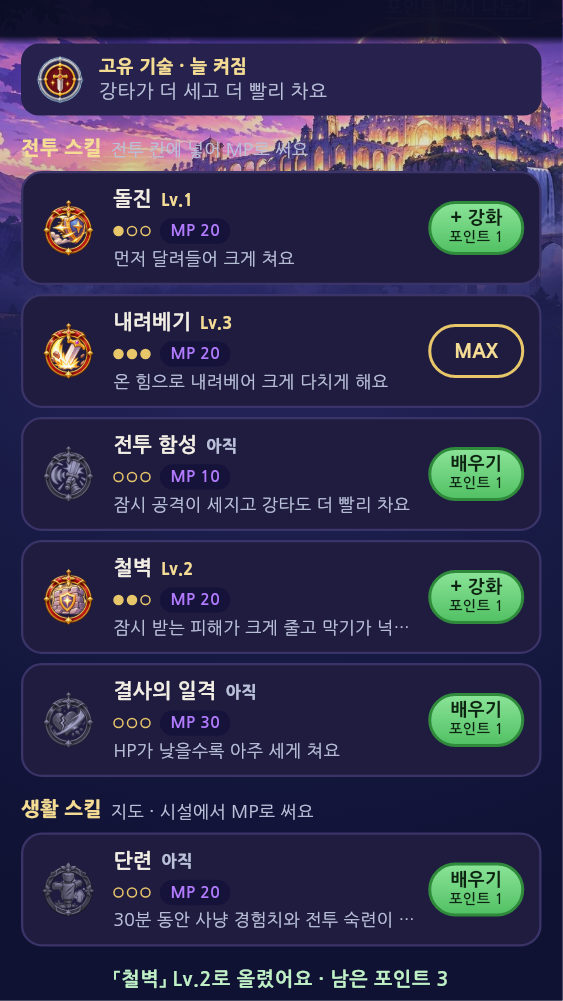 고유 기술 · 늘 켜짐
강타가 더 세고 더 빨리 차요
전투 스킬 전투 칸에 넣어 MP로 써요
돌진 Lv.1
MP 20
먼저 달려들어 크게 쳐요
+ 강화
포인트 1
내려베기 Lv.3
MP 20
온 힘으로 내려베어 크게 다치게 해요
MAX
전투 함성 아직
MP 10
잠시 공격이 세지고 강타도 더 빨리 차요
배우기
포인트 1
철벽 Lv.2
MP 20
잠시 받는 피해가 크게 줄고 막기가 넉…
+ 강화
포인트 1
결사의 일격 아직
MP 30
HP가 낮을수록 아주 세게 쳐요
배우기
포인트 1
생활 스킬 지도 · 시설에서 MP로 써요
단련 아직
MP 20
30분 동안 사냥 경험치와 전투 숙련이 …
배우기
포인트 1
「철벽」 Lv.2로 올렸어요 · 남은 포인트 3